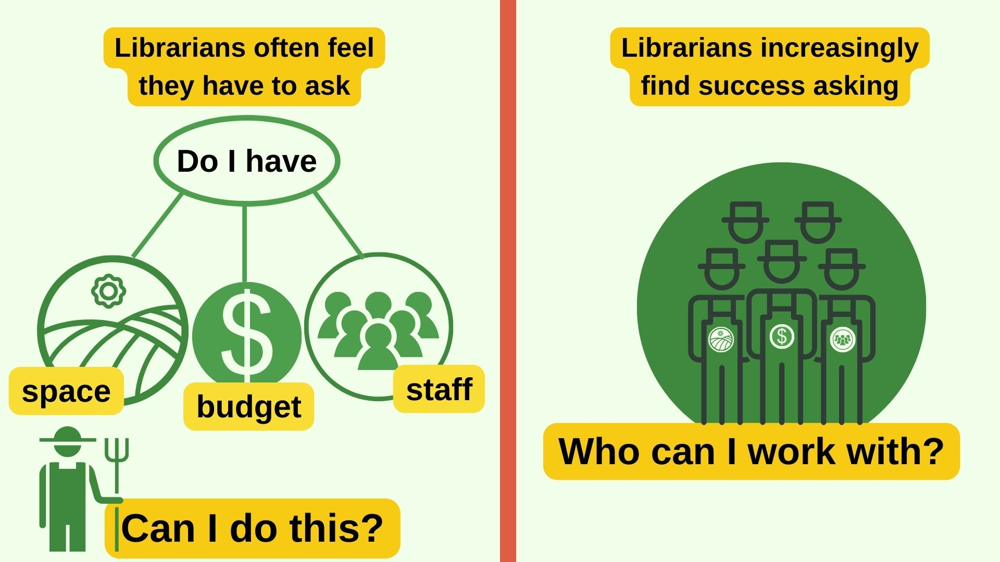 Librarians often feel
they have to ask
Do I have
space
budget
staff
Can I do this?
Librarians increasingly
find success asking
Who can I work with?